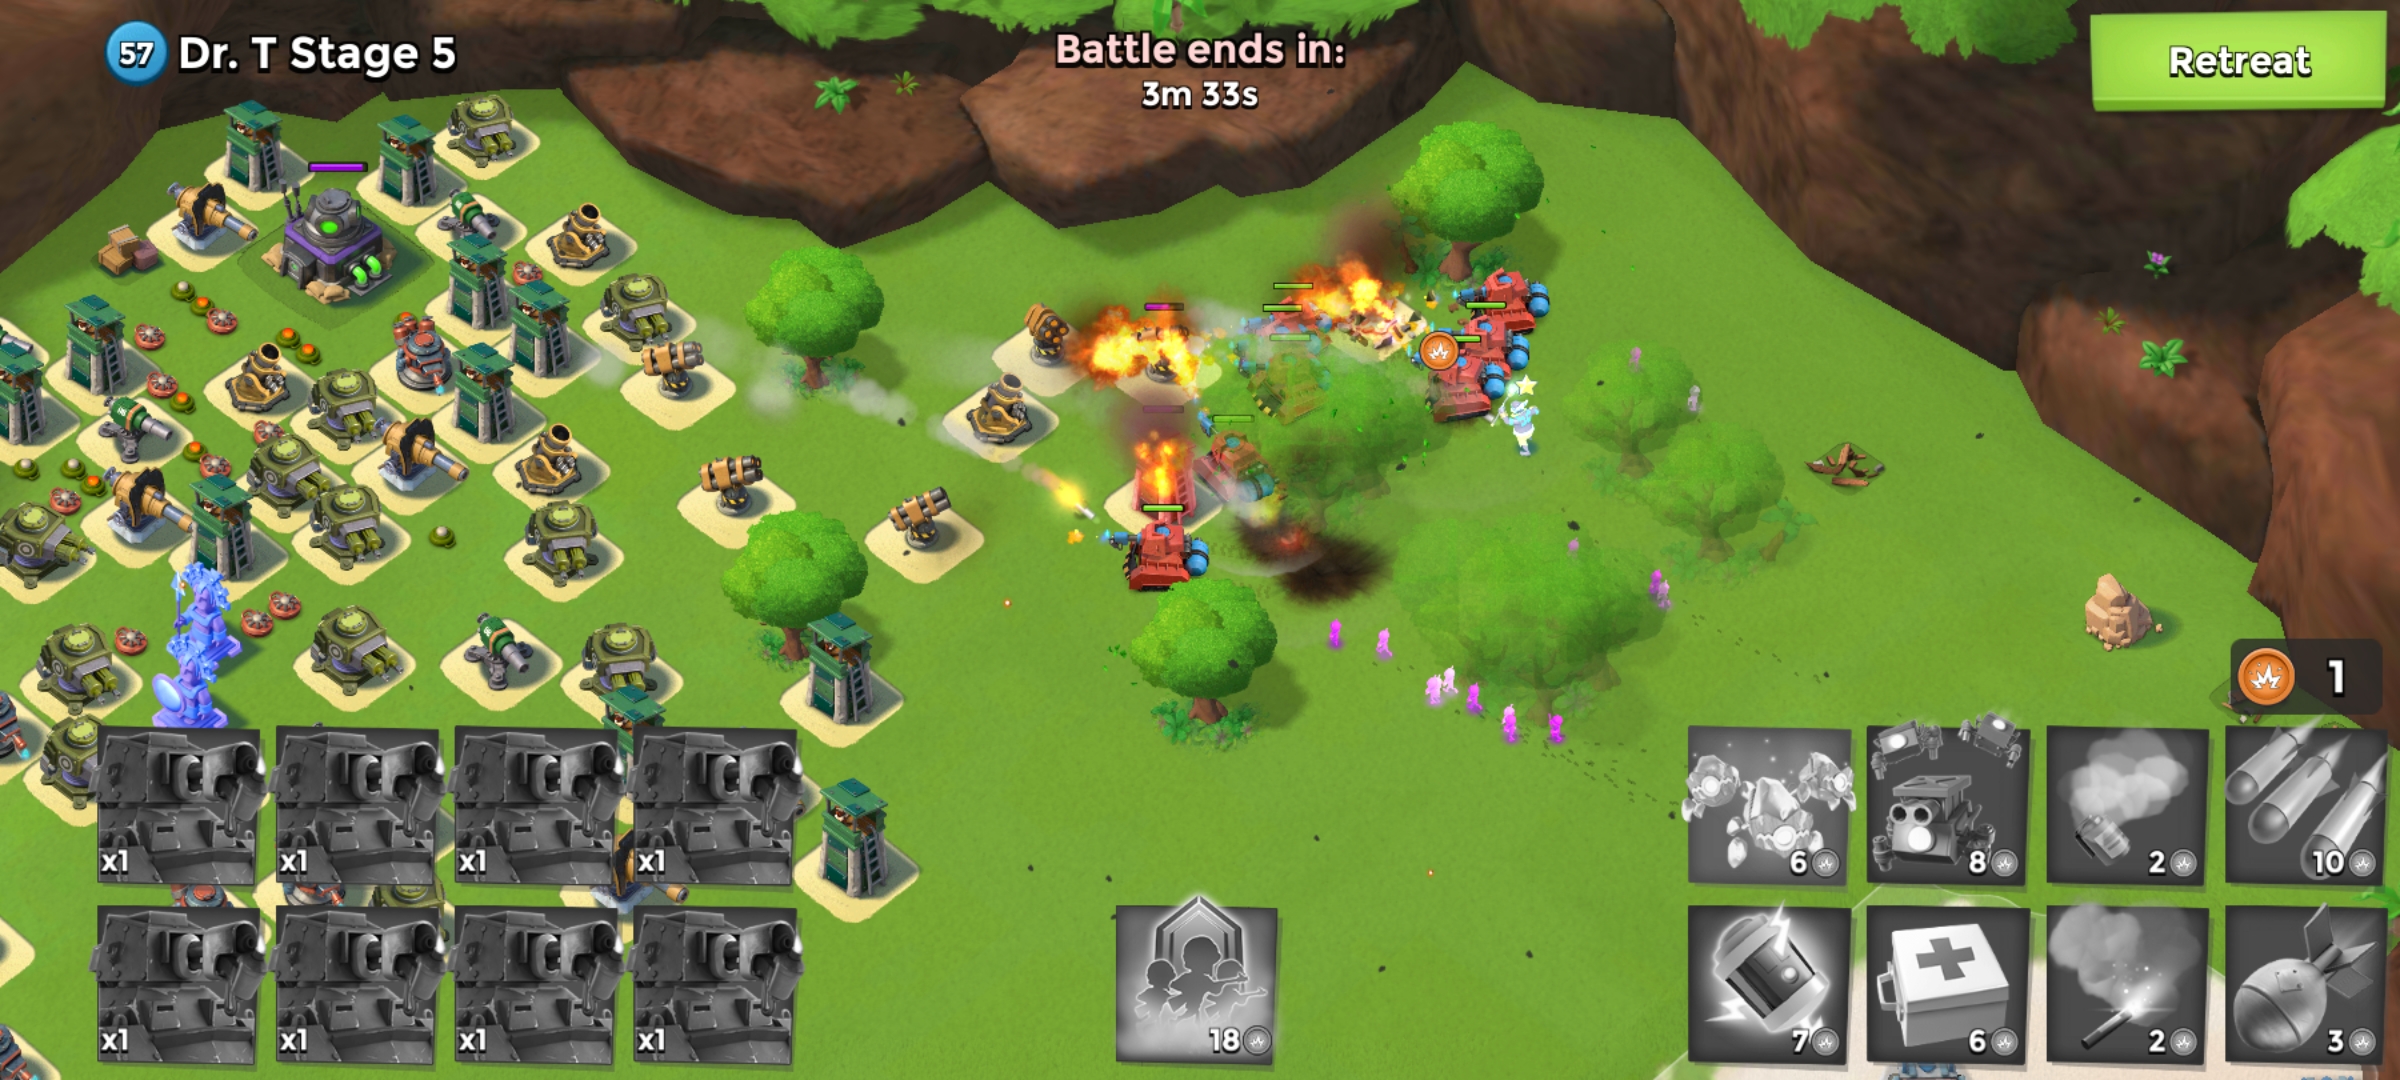 57 Dr. T Stage 5
Battle ends in:
3m 33s
Retreat
1
x1 x1 x1 x1
6 8 2 10
x1 x1 x1 x1
18
7 6 2 3